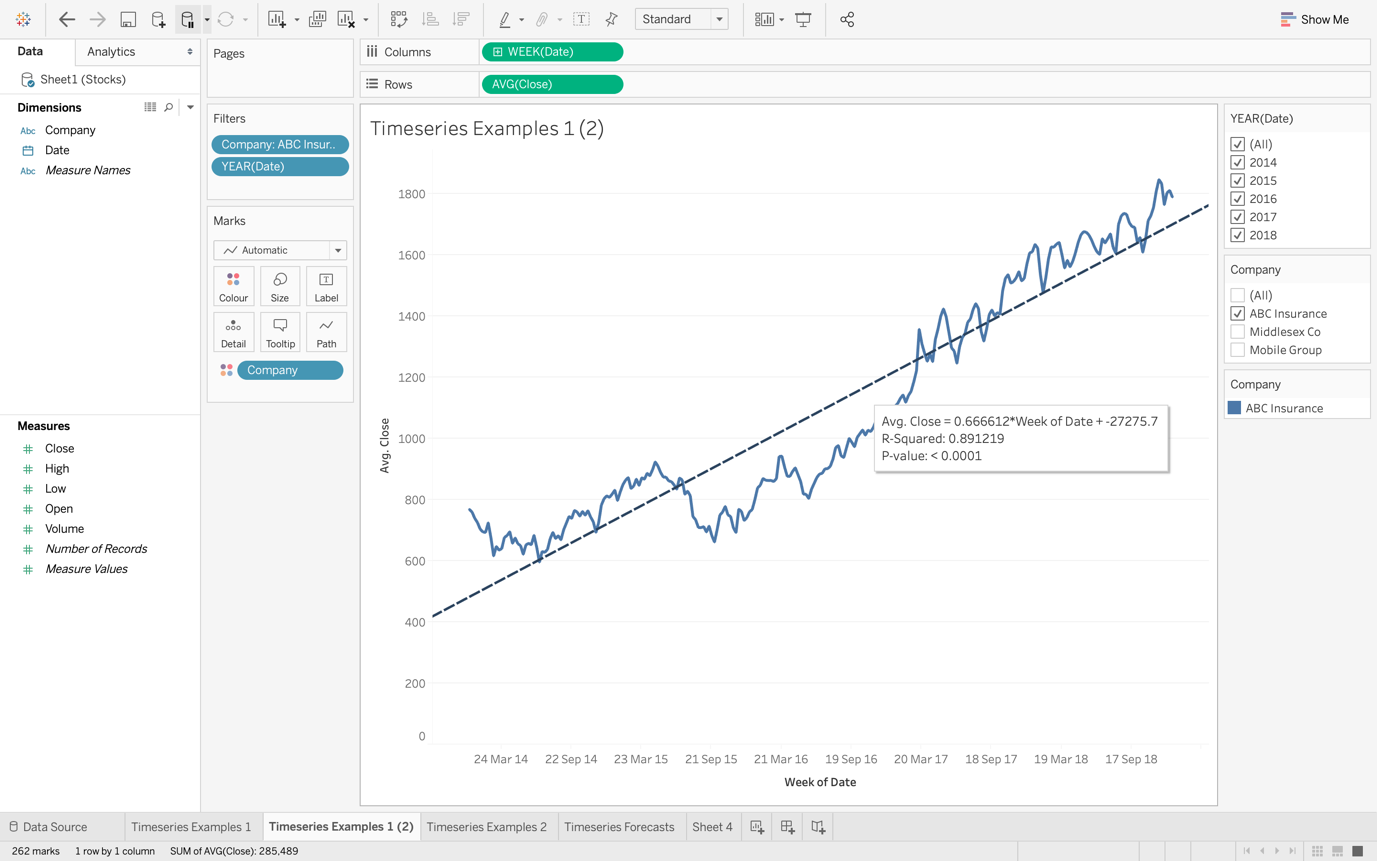 Standard
Show Me
Data
Analytics
Sheet1 (Stocks)
Dimensions
Abc Company
Date
Abc Measure Names
Measures
Close
High
Low
Open
Volume
Number of Records
Measure Values
Pages
Filters
Company: ABC Insur..
YEAR(Date)
Marks
Automatic
Colour Size Label
Detail Tooltip Path
Company
Columns WEEK(Date)
Rows AVG(Close)
Timeseries Examples 1 (2)
Avg. Close
1800
1600
1400
1200
1000
800
600
400
200
0
Avg. Close = 0.666612*Week of Date + -27275.7
R-Squared: 0.891219
P-value: < 0.0001
24 Mar 14 22 Sep 14 23 Mar 15 21 Sep 15 21 Mar 16 19 Sep 16 20 Mar 17 18 Sep 17 19 Mar 18 17 Sep 18
Week of Date
YEAR(Date)
(All)
2014
2015
2016
2017
2018
Company
(All)
ABC Insurance
Middlesex Co
Mobile Group
Company
ABC Insurance
Data Source Timeseries Examples 1 Timeseries Examples 1 (2) Timeseries Examples 2 Timeseries Forecasts Sheet 4
262 marks 1 row by 1 column SUM of AVG(Close): 285,489